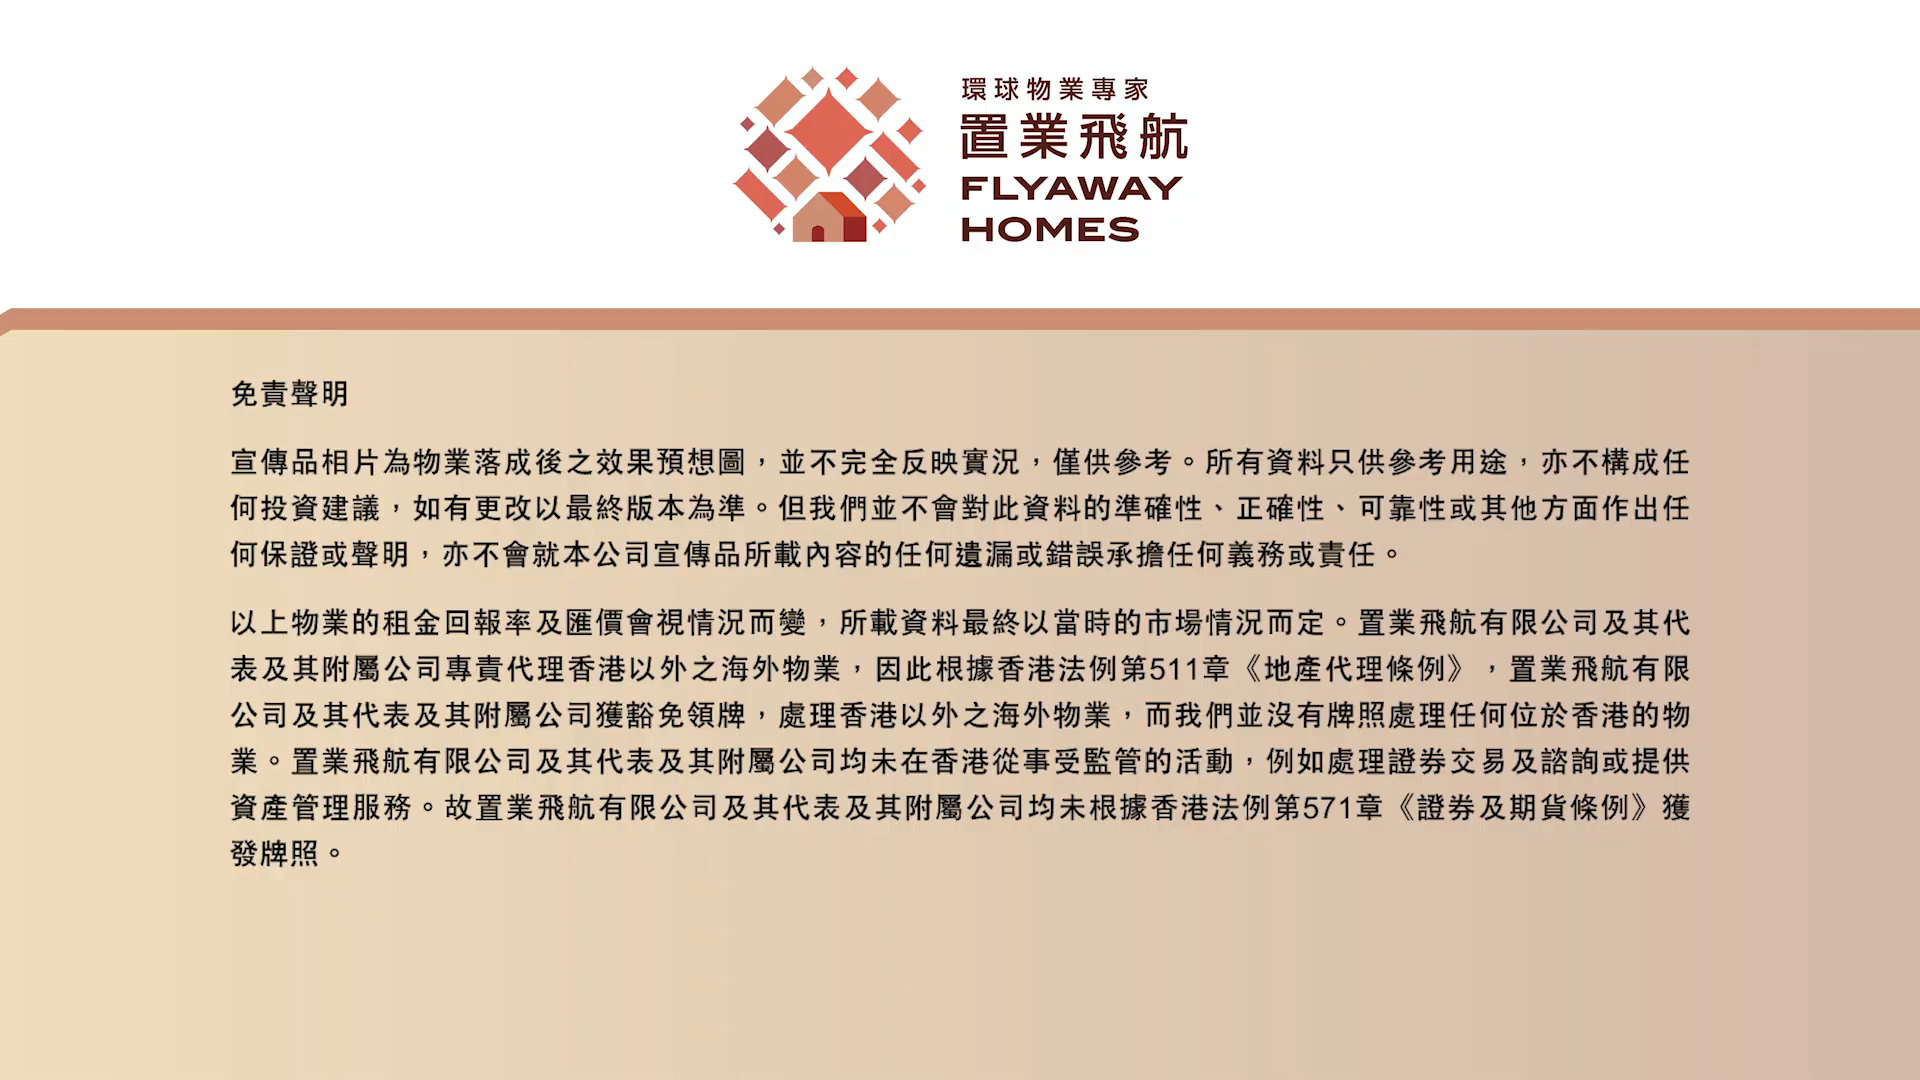 環球物業專家
置業飛航
FLYAWAY
HOMES
免責聲明
宣傳品相片為物業落成後之效果預想圖，並不完全反映實況，僅供參考。所有資料只供參考用途，亦不構成任
何投資建議，如有更改以最終版本為準。但我們並不會對此資料的準確性、正確性、可靠性或其他方面作出任
何保證或聲明，亦不會就本公司宣傳品所載內容的任何遺漏或錯誤承擔任何義務或責任。
以上物業的租金回報率及匯價會視情況而變，所載資料最終以當時的市場情況而定。置業飛航有限公司及其代
表及其附屬公司專責代理香港以外之海外物業，因此根據香港法例第511章《地產代理條例》，置業飛航有限
公司及其代表及其附屬公司獲豁免領牌，處理香港以外之海外物業，而我們並沒有牌照處理任何位於香港的物
業。置業飛航有限公司及其代表及其附屬公司均未在香港從事受監管的活動，例如處理證券交易及諮詢或提供
資產管理服務。故置業飛航有限公司及其代表及其附屬公司均未根據香港法例第571章《證券及期貨條例》獲
發牌照。